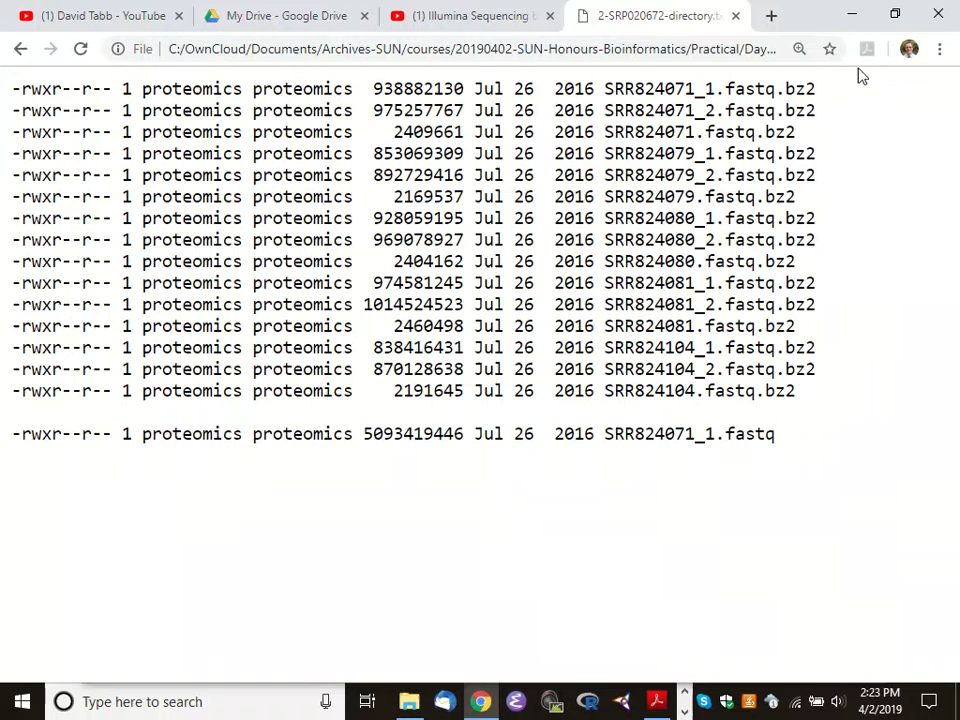 (1) David Tabb - YouTube
My Drive - Google Drive
(1) Illumina Sequencing b
2-SRP020672-directory.t
File
C:/OwnCloud/Documents/Archives-SUN/courses/20190402-SUN-Honours-Bioinformatics/Practical/Day...
-rwxr--r-- 1 proteomics proteomics 938882130 Jul 26 2016 SRR824071_1.fastq.bz2
-rwxr--r-- 1 proteomics proteomics 975257767 Jul 26 2016 SRR824071_2.fastq.bz2
-rwxr--r-- 1 proteomics proteomics 2409661 Jul 26 2016 SRR824071.fastq.bz2
-rwxr--r-- 1 proteomics proteomics 853069309 Jul 26 2016 SRR824079_1.fastq.bz2
-rwxr--r-- 1 proteomics proteomics 892729416 Jul 26 2016 SRR824079_2.fastq.bz2
-rwxr--r-- 1 proteomics proteomics 2169537 Jul 26 2016 SRR824079.fastq.bz2
-rwxr--r-- 1 proteomics proteomics 928059195 Jul 26 2016 SRR824080_1.fastq.bz2
-rwxr--r-- 1 proteomics proteomics 969078927 Jul 26 2016 SRR824080_2.fastq.bz2
-rwxr--r-- 1 proteomics proteomics 2404162 Jul 26 2016 SRR824080.fastq.bz2
-rwxr--r-- 1 proteomics proteomics 974581245 Jul 26 2016 SRR824081_1.fastq.bz2
-rwxr--r-- 1 proteomics proteomics 1014524523 Jul 26 2016 SRR824081_2.fastq.bz2
-rwxr--r-- 1 proteomics proteomics 2460498 Jul 26 2016 SRR824081.fastq.bz2
-rwxr--r-- 1 proteomics proteomics 838416431 Jul 26 2016 SRR824104_1.fastq.bz2
-rwxr--r-- 1 proteomics proteomics 870128638 Jul 26 2016 SRR824104_2.fastq.bz2
-rwxr--r-- 1 proteomics proteomics 2191645 Jul 26 2016 SRR824104.fastq.bz2
-rwxr--r-- 1 proteomics proteomics 5093419446 Jul 26 2016 SRR824071_1.fastq
Type here to search
2:23 PM
4/2/2019